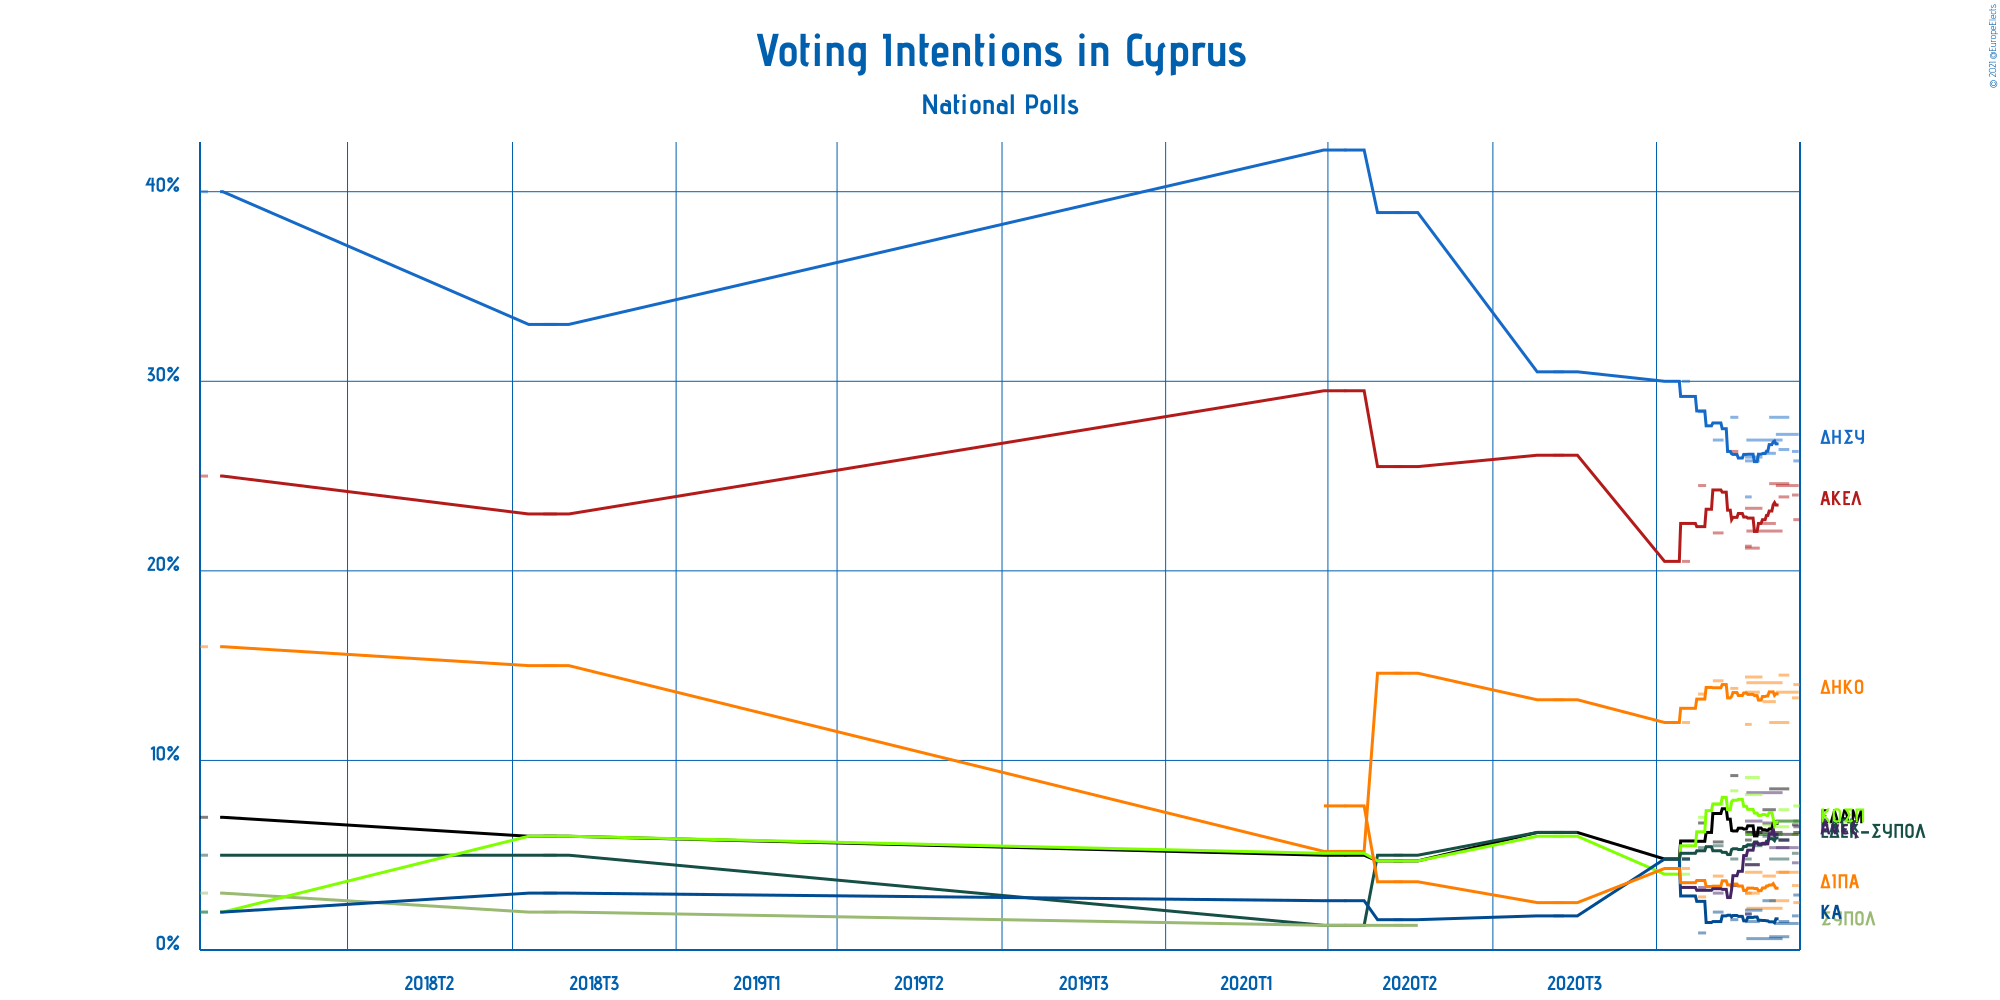 © 2021 @EuropeElects
Voting Intentions in Cyprus
National Polls
40%
30%
20%
10%
0%
ΔΗΣΥ
ΑΚΕΛ
ΔΗΚΟ
ΕΔΕΚ-ΣΥΠΟΛ
ΔΙΠΑ
ΚΑ
ΣΥΠΟΛ
2018T2
2018T3
2019T1
2019T2
2019T3
2020T1
2020T2
2020T3